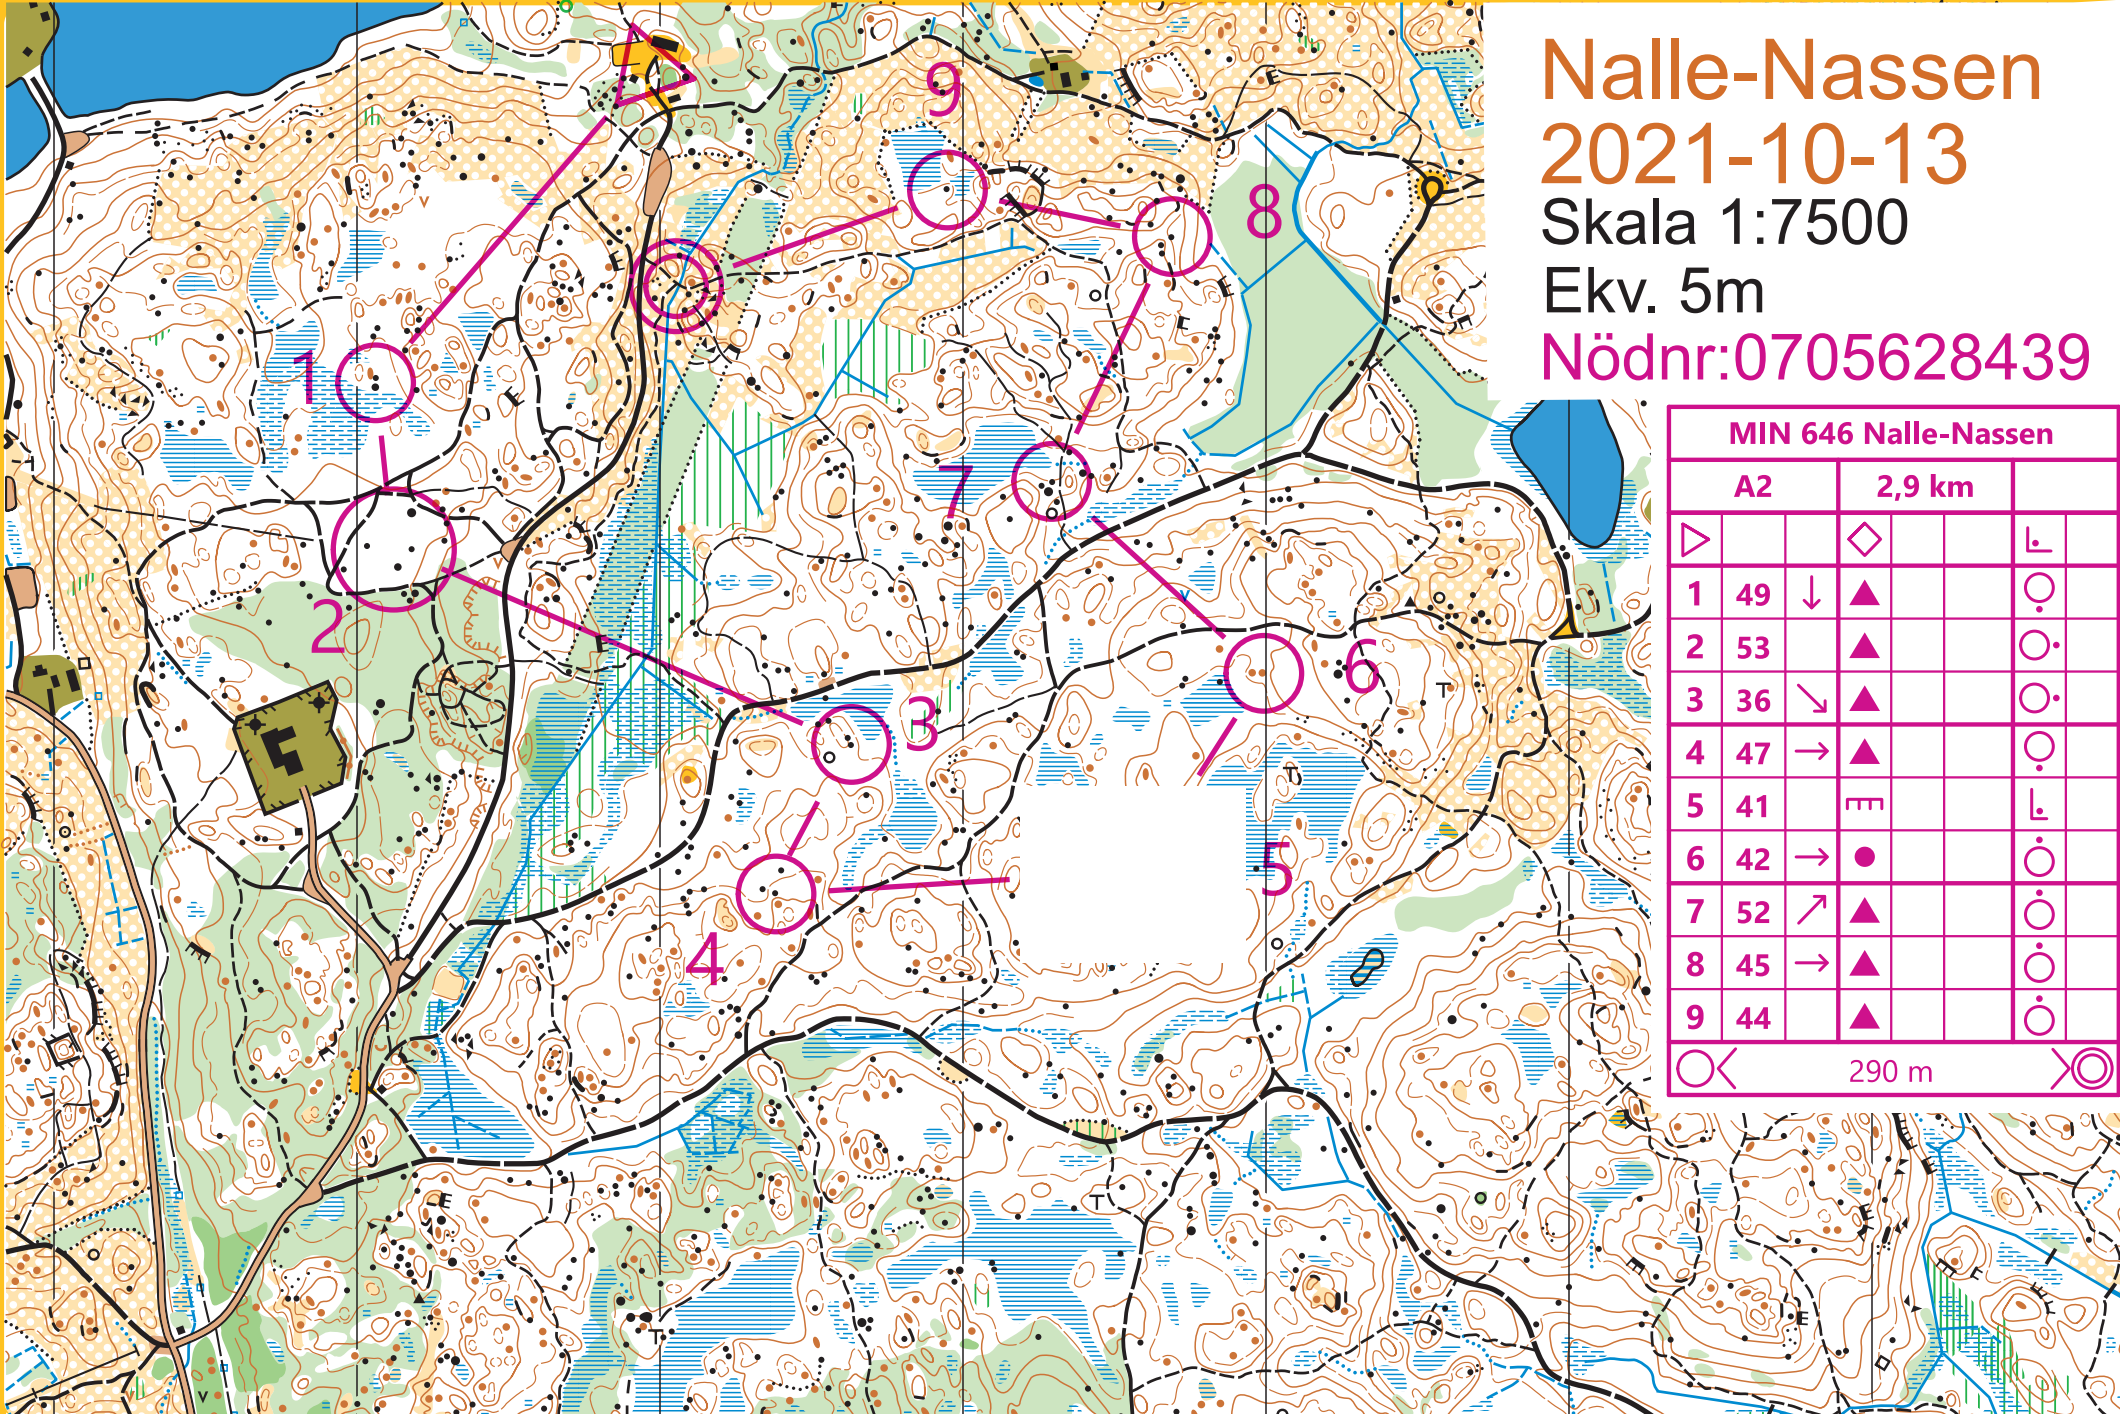 Nalle-Nassen
2021-10-13
Skala 1:7500
Ekv. 5m
Nödnr:0705628439
MIN 646 Nalle-Nassen
A2 2,9 km
1 49
2 53
3 36
4 47
5 41
6 42
7 52
8 45
9 44
290 m
9
8
1
7
2
6
3
5
4